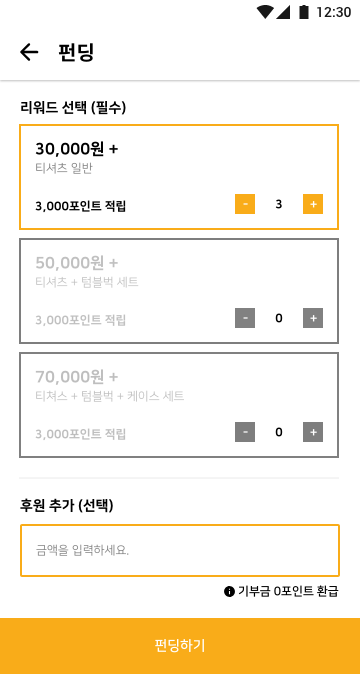 12:30
펀딩
리워드 선택 (필수)
30,000원 +
티셔츠 일반
3,000포인트 적립
- 3 +
50,000원 +
티셔츠 + 텀블벅 세트
3,000포인트 적립
- 0 +
70,000원 +
티쳐스 + 텀블벅 + 케이스 세트
3,000포인트 적립
- 0 +
후원 추가 (선택)
금액을 입력하세요.
기부금 0포인트 환급
펀딩하기